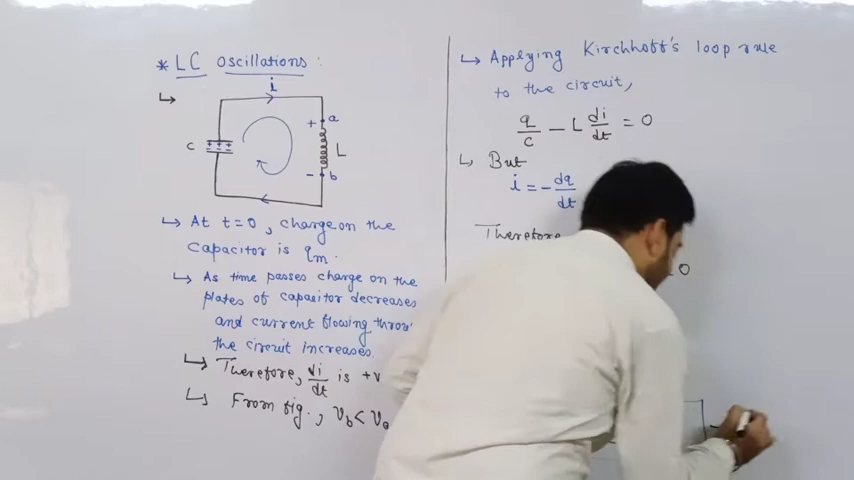 * LC oscillations :
i
+ a
c
L
- b
↳ At t=0, charge on the
capacitor is qm.
↳ As time passes charge on the
plates of capacitor decreases
and current flowing
the circuit increases.
↳ Therefore, di/dt is +v
↳ From fig., Vb < Va
↳ Applying Kirchhoff's loop rule
to the circuit,
q/c - L di/dt = 0
↳ But
i = - dq/dt
Therefore
0